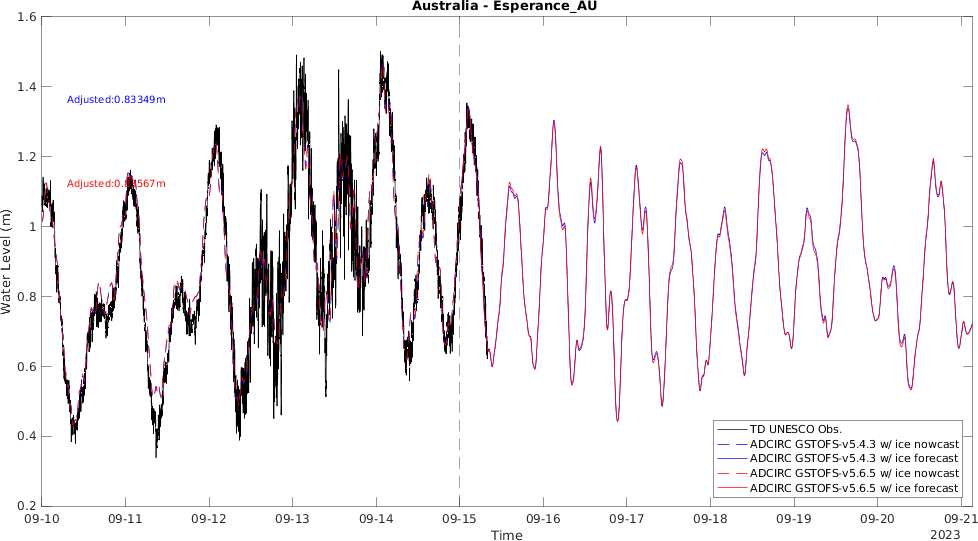 Australia - Esperance_AU
1.6
1.4
1.2
1
0.8
0.6
0.4
0.2
Water Level (m)
Adjusted:0.83349m
TD UNESCO Obs.
ADCIRC GSTOFS-v5.4.3 w/ ice nowcast
ADCIRC GSTOFS-v5.4.3 w/ ice forecast
ADCIRC GSTOFS-v5.6.5 w/ ice nowcast
ADCIRC GSTOFS-v5.6.5 w/ ice forecast
09-10 09-11 09-12 09-13 09-14 09-15 09-16 09-17 09-18 09-19 09-20 09-21
2023
Time